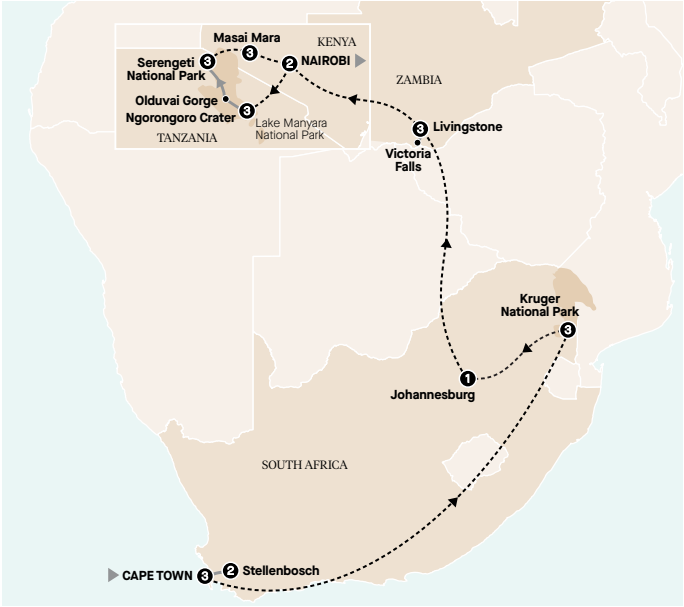 Masai Mara
3
KENYA
Serengeti
National Park
3
2
NAIROBI
ZAMBIA
Olduvai Gorge
Ngorongoro Crater
3
Lake Manyara
National Park
TANZANIA
3
Livingstone
Victoria
Falls
Kruger
National Park
3
1
Johannesburg
SOUTH AFRICA
CAPE TOWN
3
2
Stellenbosch